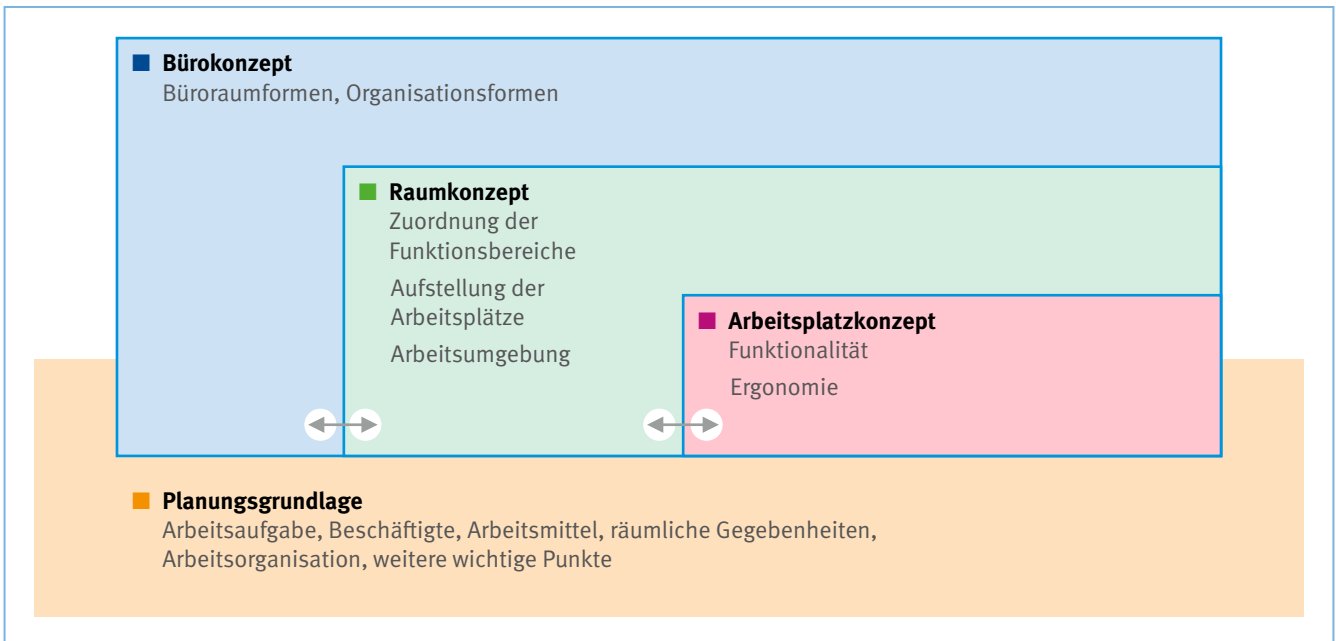 Bürokonzept
Büroraumformen, Organisationsformen
Raumkonzept
Zuordnung der
Funktionsbereiche
Aufstellung der
Arbeitsplätze
Arbeitsumgebung
Arbeitsplatzkonzept
Funktionalität
Ergonomie
Planungsgrundlage
Arbeitsaufgabe, Beschäftigte, Arbeitsmittel, räumliche Gegebenheiten,
Arbeitsorganisation, weitere wichtige Punkte